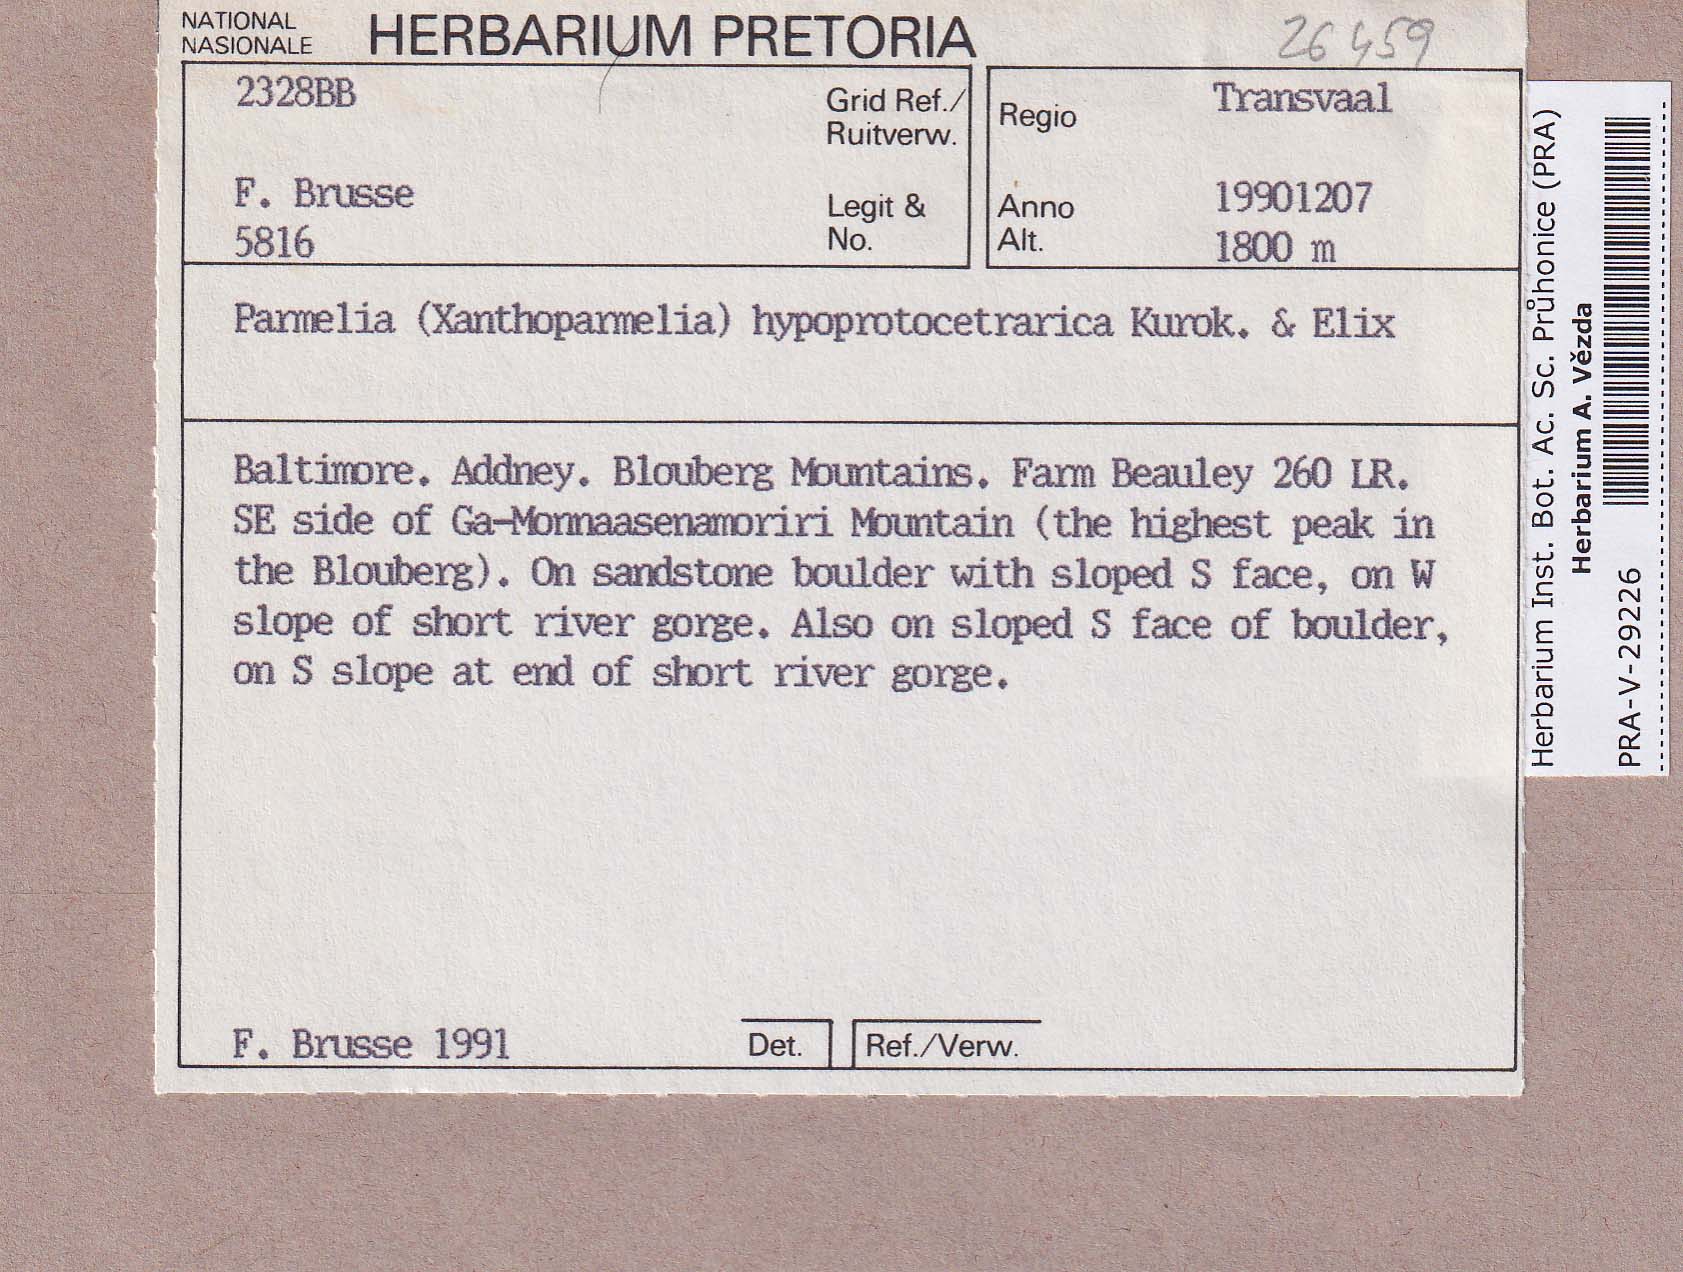 NATIONAL
NASIONALE
HERBARIUM PRETORIA
26459
2328BB
Grid Ref./
Ruitverw.
Regio
Transvaal
F. Brusse
Legit &
Anno
19901207
5816
No.
Alt.
1800 m
Parmelia (Xanthoparmelia) hypoprotocetrarica Kurok. & Elix
Baltimore. Addney. Blouberg Mountains. Farm Beauley 260 LR.
SE side of Ga-Monnaasenamoriri Mountain (the highest peak in
the Blouberg). On sandstone boulder with sloped S face, on W
slope of short river gorge. Also on sloped S face of boulder,
on S slope at end of short river gorge.
F. Brusse 1991
Det.
Ref./Verw.
Herbarium Inst. Bot. Ac. Sc. Průhonice (PRA)
Herbarium A. Vězda
PRA-V-29226